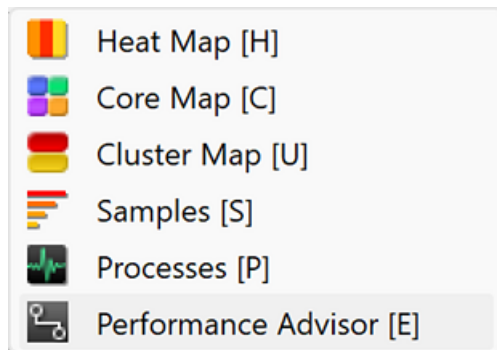 Heat Map [H]
Core Map [C]
Cluster Map [U]
Samples [S]
Processes [P]
Performance Advisor [E]